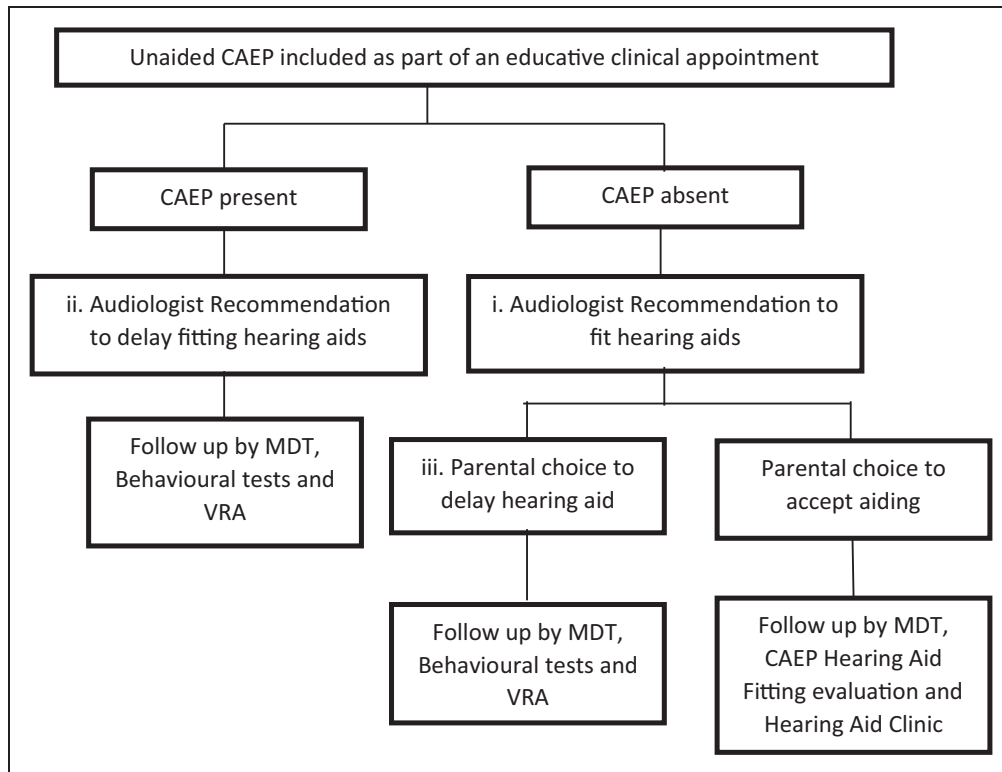 Unaided CAEP included as part of an educative clinical appointment
CAEP present
CAEP absent
ii. Audiologist Recommendation
to delay fitting hearing aids
i. Audiologist Recommendation to
fit hearing aids
Follow up by MDT,
Behavioural tests and
VRA
iii. Parental choice to
delay hearing aid
Parental choice to
accept aiding
Follow up by MDT,
Behavioural tests and
VRA
Follow up by MDT,
CAEP Hearing Aid
Fitting evaluation and
Hearing Aid Clinic